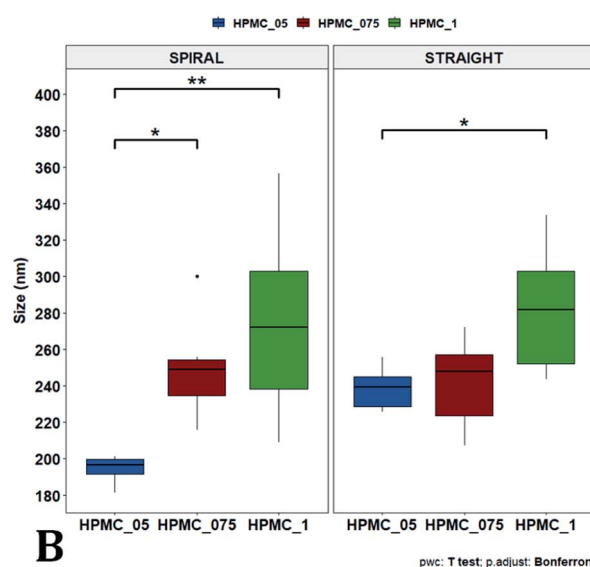 HPMC_05 HPMC_075 HPMC_1
SPIRAL STRAIGHT
400
380
360
340
320
300
280
260
240
220
200
180
Size (nm)
**
*
*
HPMC_05 HPMC_075 HPMC_1 HPMC_05 HPMC_075 HPMC_1
B
pwc: T test; p.adjust: Bonferron